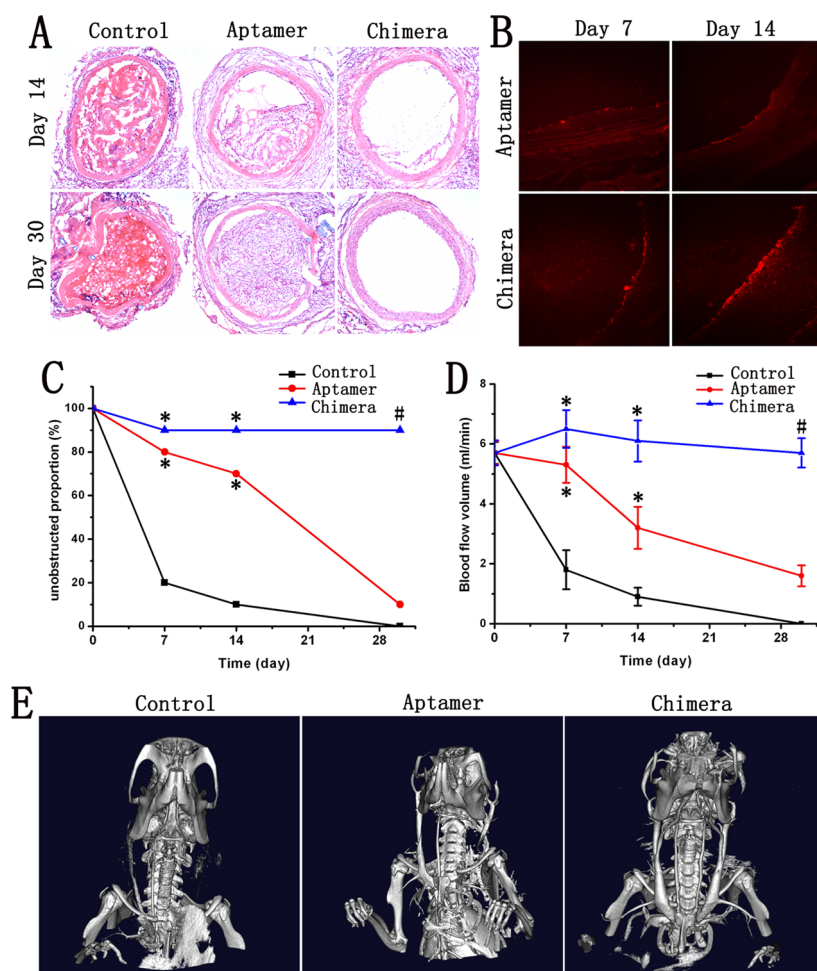 A
Control
Aptamer
Chimera
Day 14
Day 30
B
Day 7
Day 14
Aptamer
Chimera
C
Control
Aptamer
Chimera
unobstructed proportion (%)
100
80
60
40
20
0
* * #
* *
0 7 14 21 28
Time (day)
D
Control
Aptamer
Chimera
Blood flow volume (ml/min)
8
6
4
2
0
* * #
* *
0 7 14 21 28
Time (day)
E
Control
Aptamer
Chimera